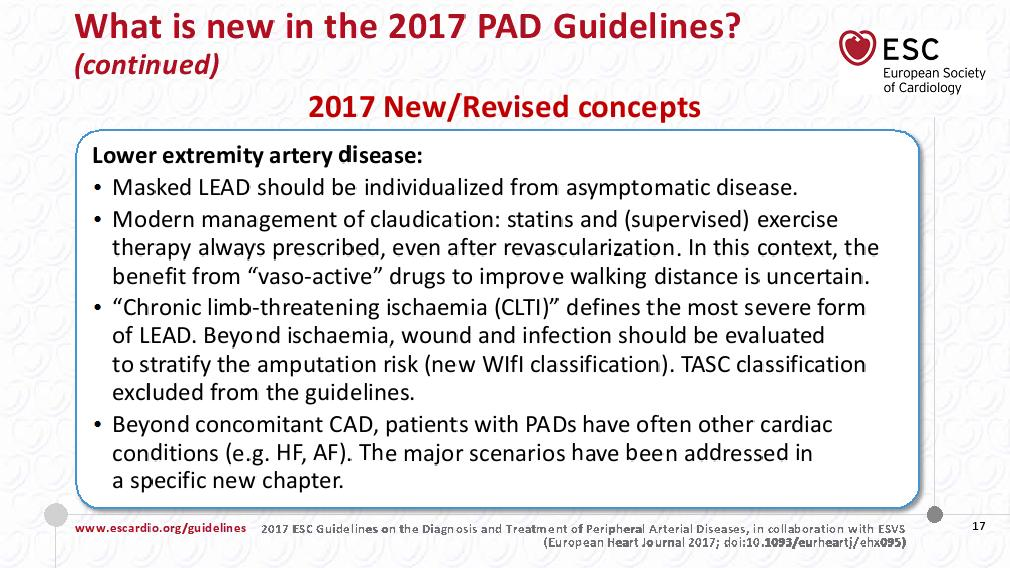 What is new in the 2017 PAD Guidelines?
(continued)
ESC
European Society
of Cardiology
2017 New/Revised concepts
Lower extremity artery disease:
• Masked LEAD should be individualized from asymptomatic disease.
• Modern management of claudication: statins and (supervised) exercise
therapy always prescribed, even after revascularization. In this context, the
benefit from “vaso-active” drugs to improve walking distance is uncertain.
• “Chronic limb-threatening ischaemia (CLTI)” defines the most severe form
of LEAD. Beyond ischaemia, wound and infection should be evaluated
to stratify the amputation risk (new WIfI classification). TASC classification
excluded from the guidelines.
• Beyond concomitant CAD, patients with PADs have often other cardiac
conditions (e.g. HF, AF). The major scenarios have been addressed in
a specific new chapter.
www.escardio.org/guidelines
2017 ESC Guidelines on the Diagnosis and Treatment of Peripheral Arterial Diseases, in collaboration with ESVS
(European Heart Journal 2017; doi:10.1093/eurheartj/ehx095)
17